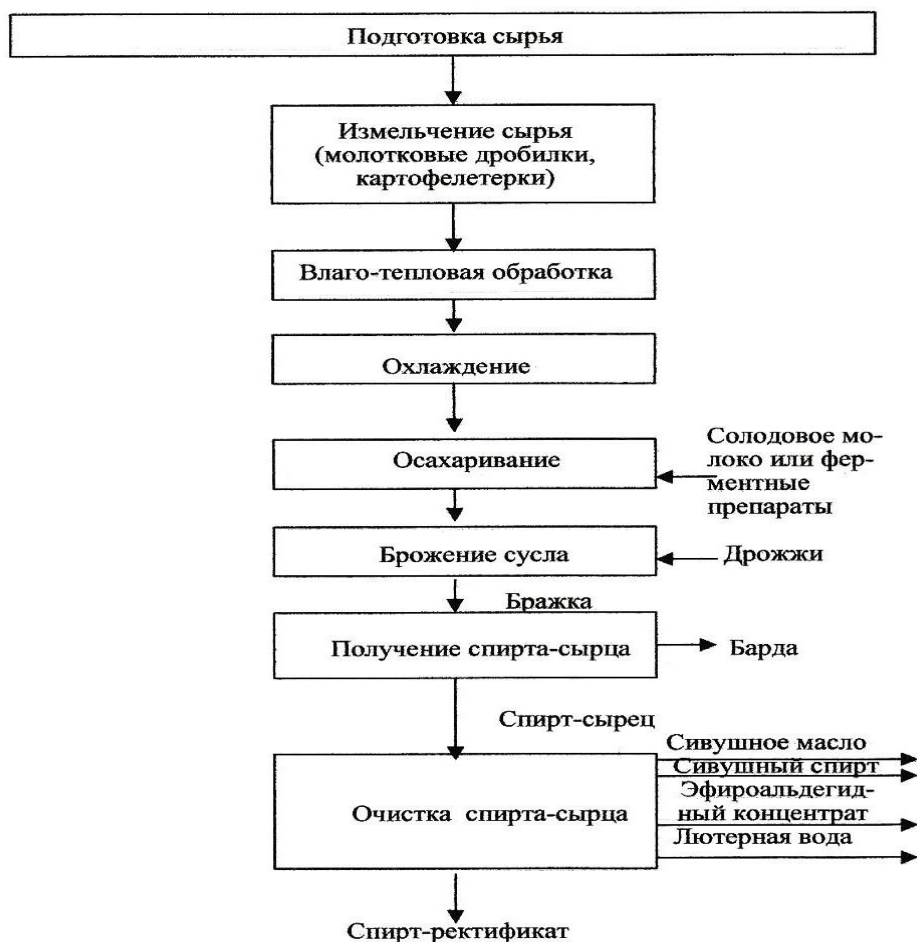 Подготовка сырья
Измельчение сырья
(молотковые дробилки,
картофелетерки)
Влаго-тепловая обработка
Охлаждение
Солодовое мо-
локо или фер-
ментные
препараты
Осахаривание
Брожение сусла
Дрожжи
Бражка
Получение спирта-сырца
Барда
Спирт-сырец
Сивушное масло
Сивушный спирт
Эфироальдегид-
ный концентрат
Лютерная вода
Очистка спирта-сырца
Спирт-ректификат